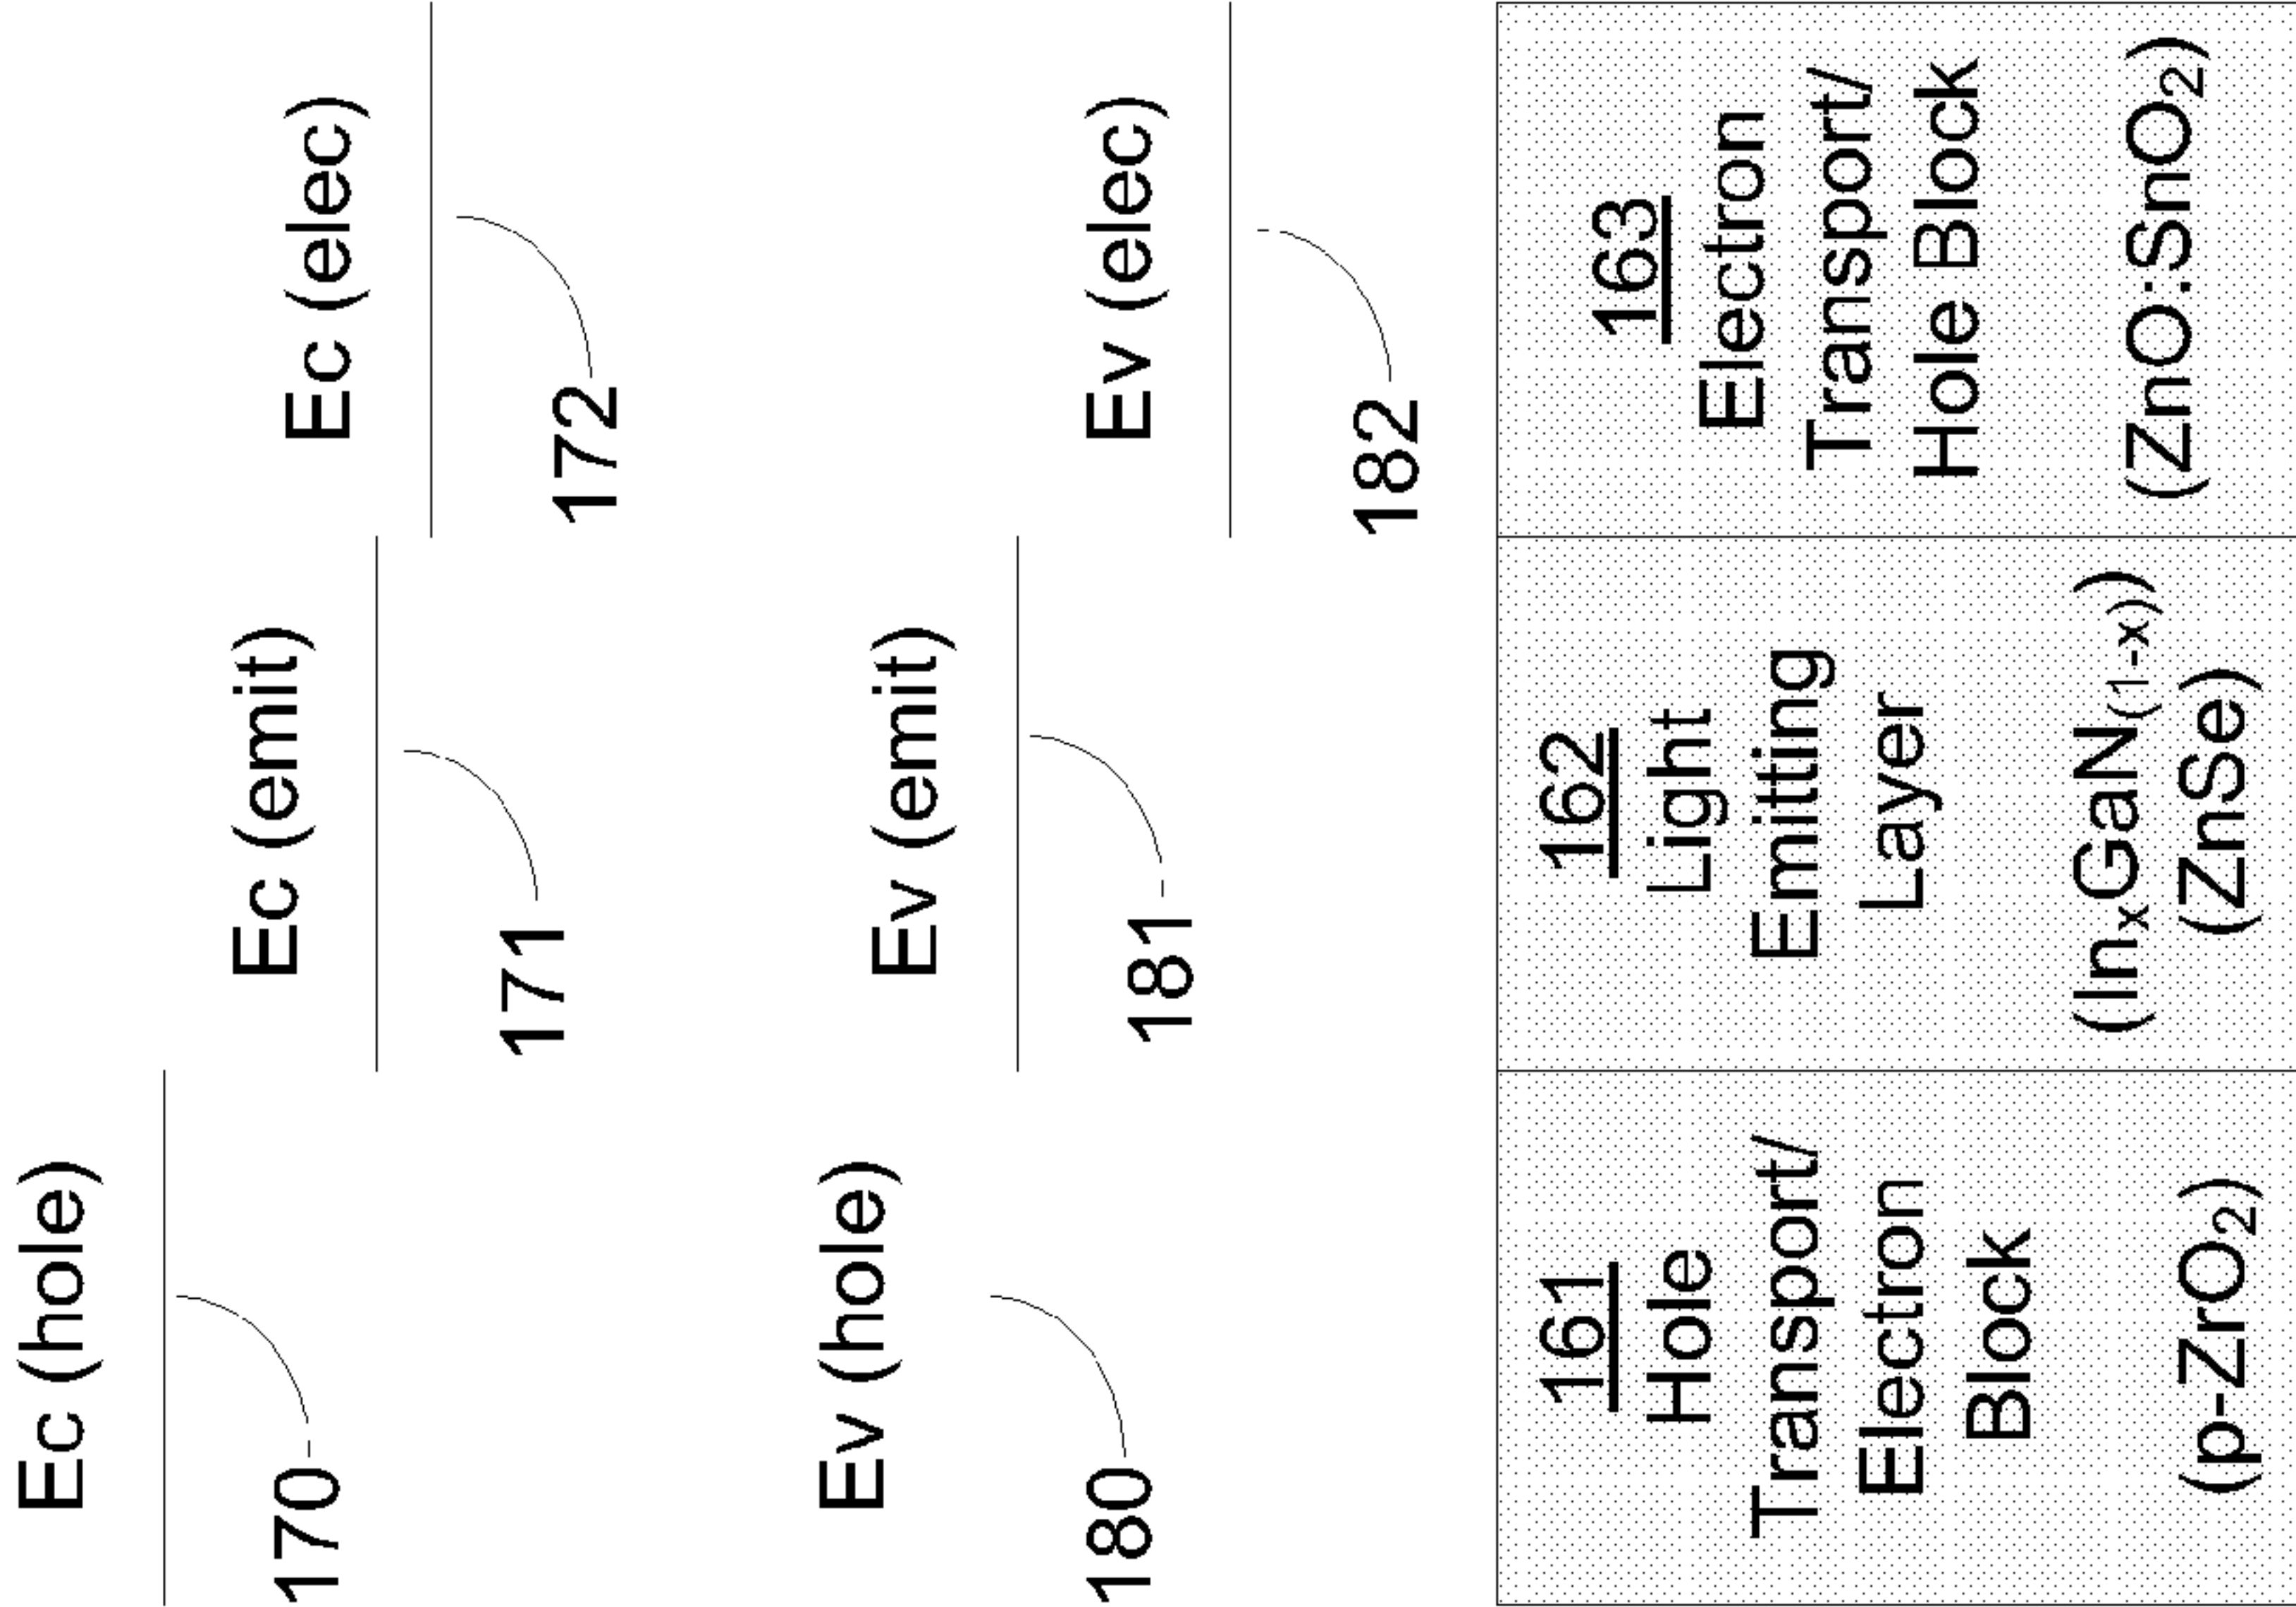 Ec (hole)
170
Ec (emit)
171
Ec (elec)
172
Ev (hole)
180
Ev (emit)
181
Ev (elec)
182
161
Hole
Transport/
Electron
Block
(p-ZrO₂)
162
Light
Emitting
Layer
(InₓGaN₍₁₋ₓ₎)
(ZnSe)
163
Electron
Transport/
Hole Block
(ZnO:SnO₂)